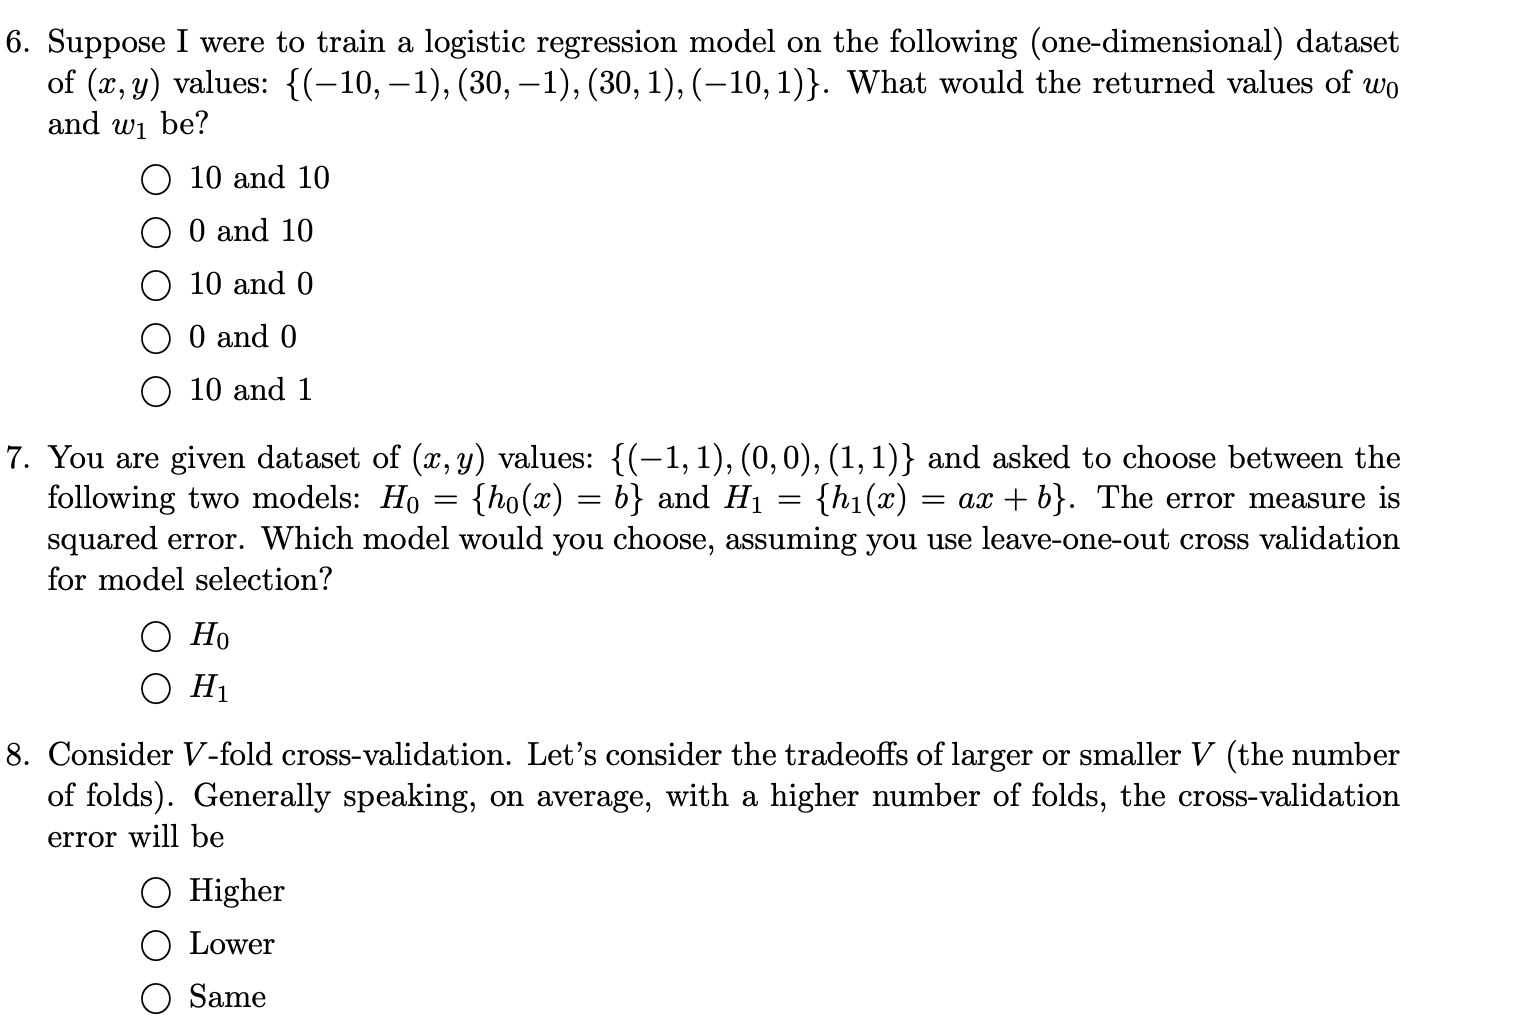 6. Suppose I were to train a logistic regression model on the following (one-dimensional) dataset
of (x, y) values: {(−10, −1), (30, −1), (30, 1), (−10, 1)}. What would the returned values of w₀
and w₁ be?
10 and 10
0 and 10
10 and 0
0 and 0
10 and 1
7. You are given dataset of (x, y) values: {(−1, 1), (0, 0), (1, 1)} and asked to choose between the
following two models: H₀ = {h₀(x) = b} and H₁ = {h₁(x) = ax + b}. The error measure is
squared error. Which model would you choose, assuming you use leave-one-out cross validation
for model selection?
H₀
H₁
8. Consider V-fold cross-validation. Let’s consider the tradeoffs of larger or smaller V (the number
of folds). Generally speaking, on average, with a higher number of folds, the cross-validation
error will be
Higher
Lower
Same